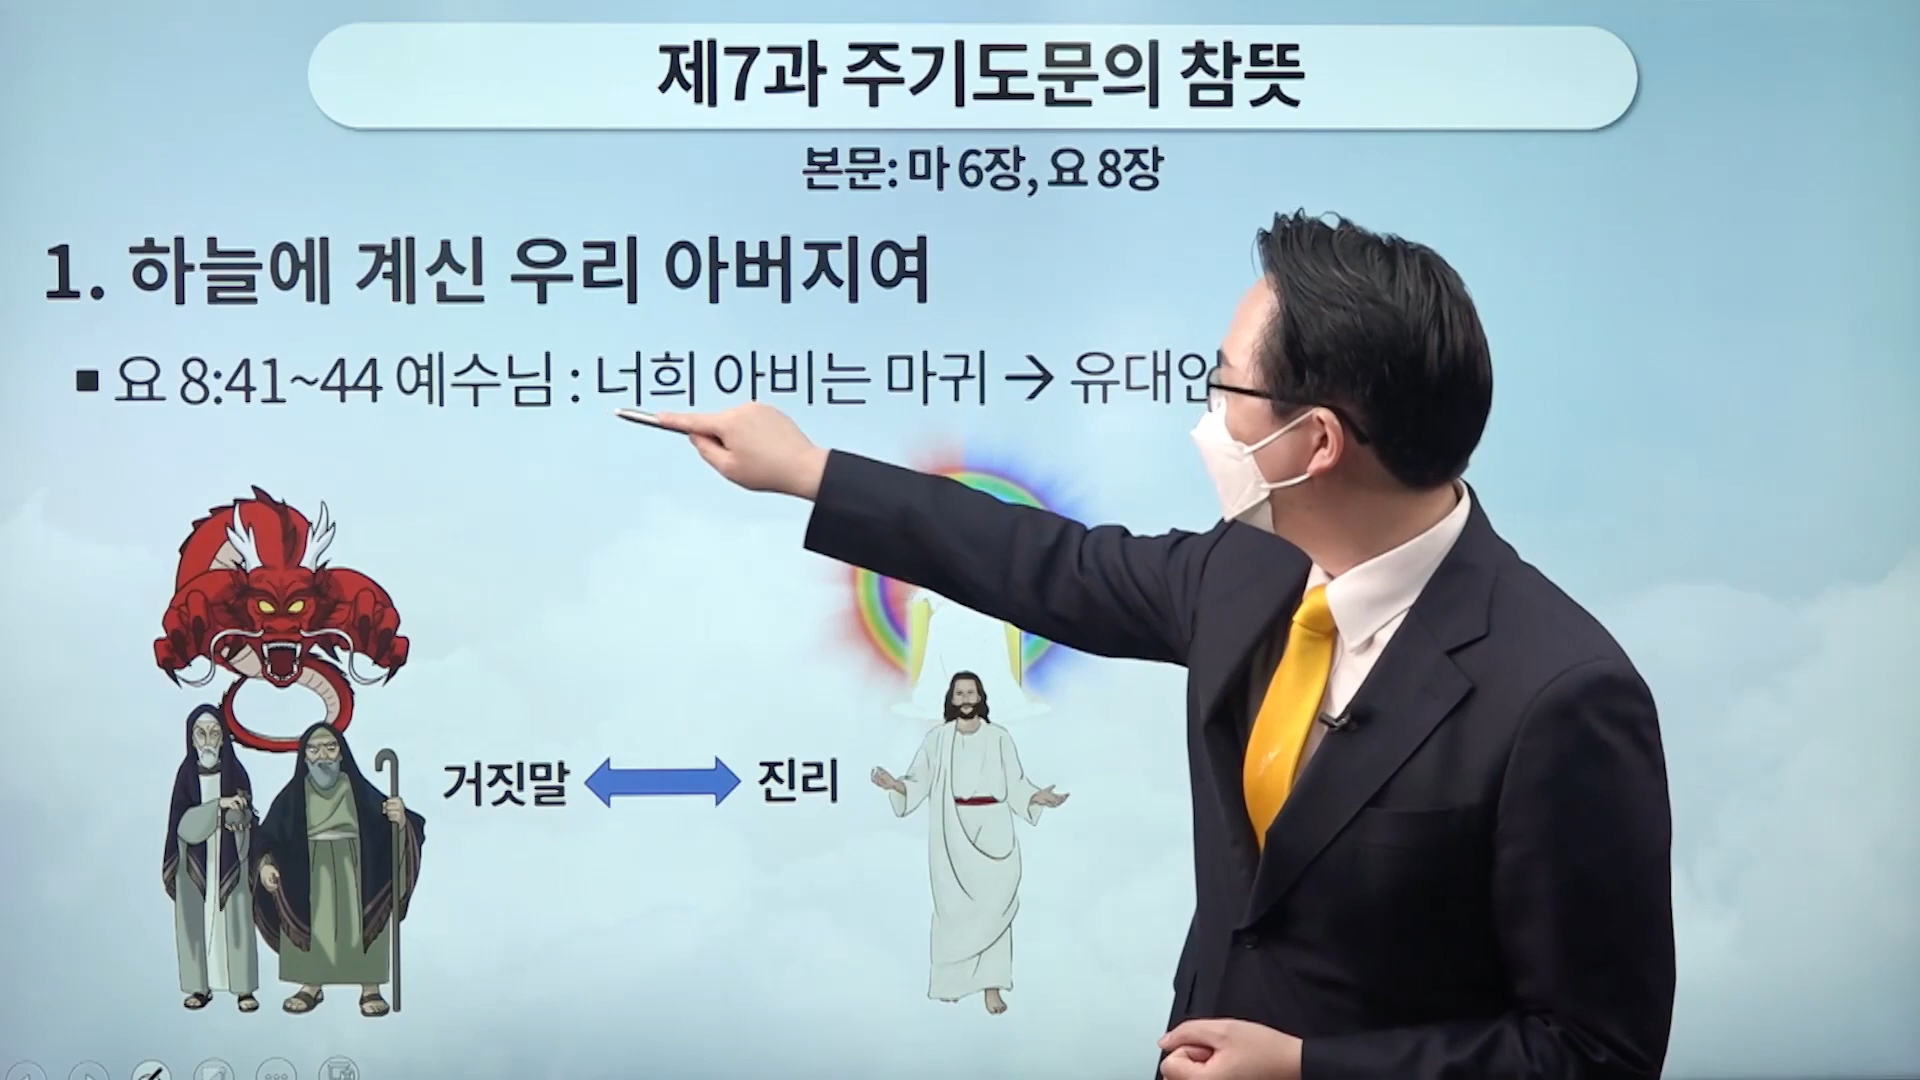 제7과 주기도문의 참뜻
본문: 마 6장, 요 8장
1. 하늘에 계신 우리 아버지여
▪ 요 8:41~44 예수님 : 너희 아비는 마귀 → 유대인
거짓말
진리